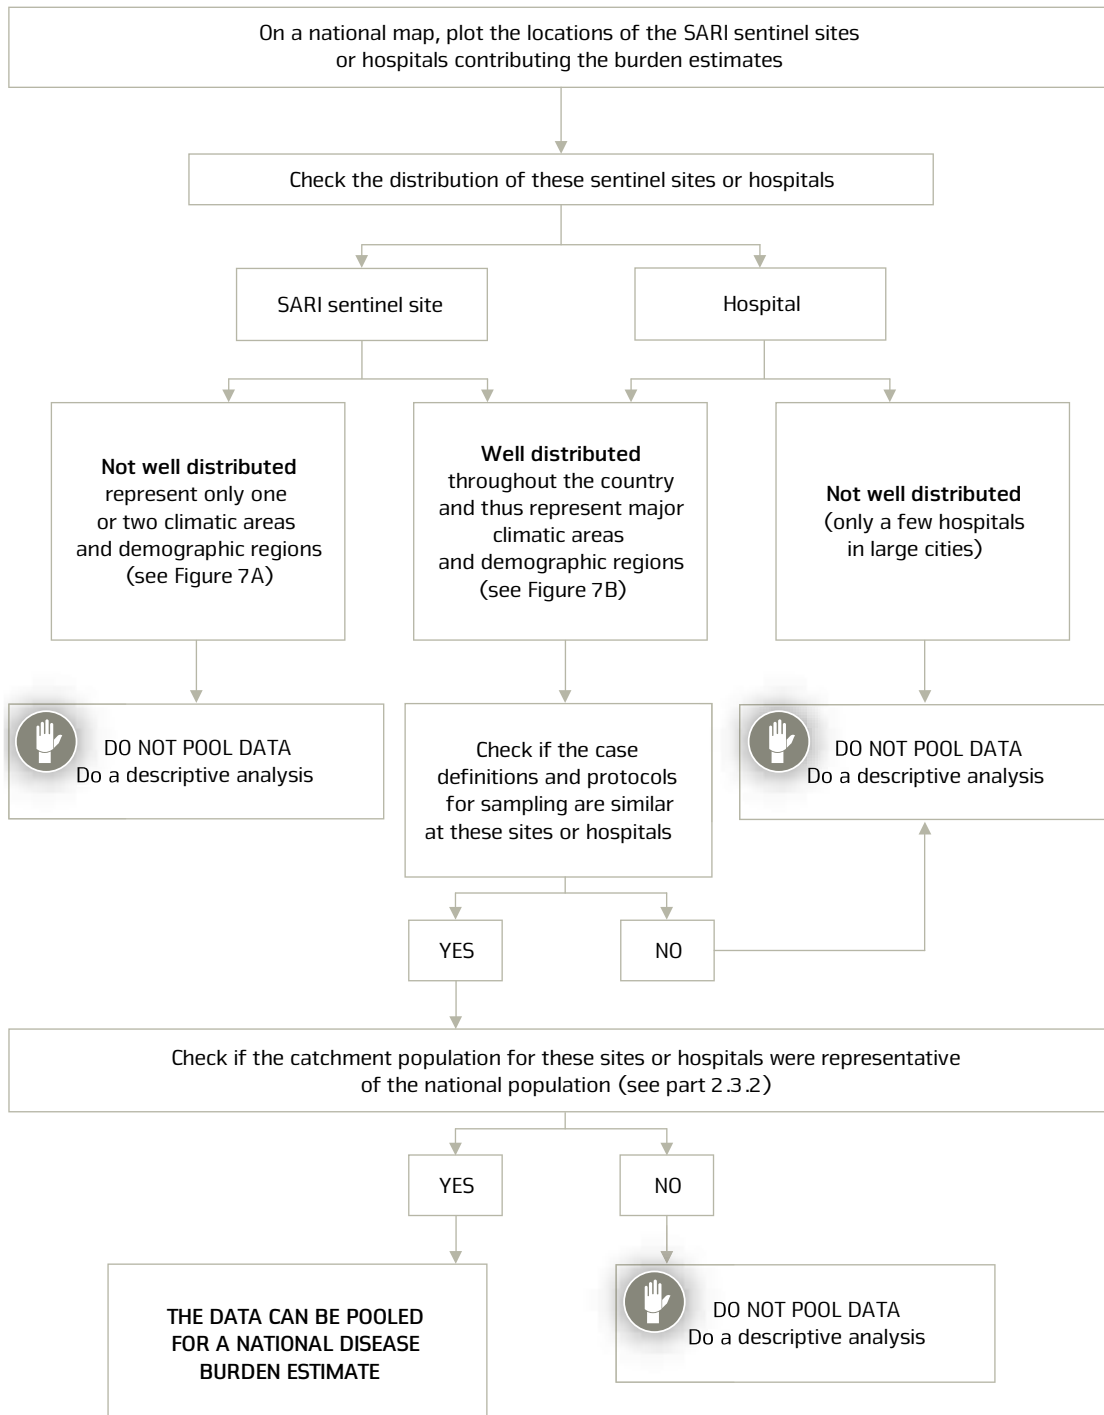 On a national map, plot the locations of the SARI sentinel sites
or hospitals contributing the burden estimates
Check the distribution of these sentinel sites or hospitals
SARI sentinel site
Hospital
Not well distributed
represent only one
or two climatic areas
and demographic regions
(see Figure 7A)
Well distributed
throughout the country
and thus represent major
climatic areas
and demographic regions
(see Figure 7B)
Not well distributed
(only a few hospitals
in large cities)
DO NOT POOL DATA
Do a descriptive analysis
Check if the case
definitions and protocols
for sampling are similar
at these sites or hospitals
DO NOT POOL DATA
Do a descriptive analysis
YES
NO
Check if the catchment population for these sites or hospitals were representative
of the national population (see part 2.3.2)
YES
NO
THE DATA CAN BE POOLED
FOR A NATIONAL DISEASE
BURDEN ESTIMATE
DO NOT POOL DATA
Do a descriptive analysis